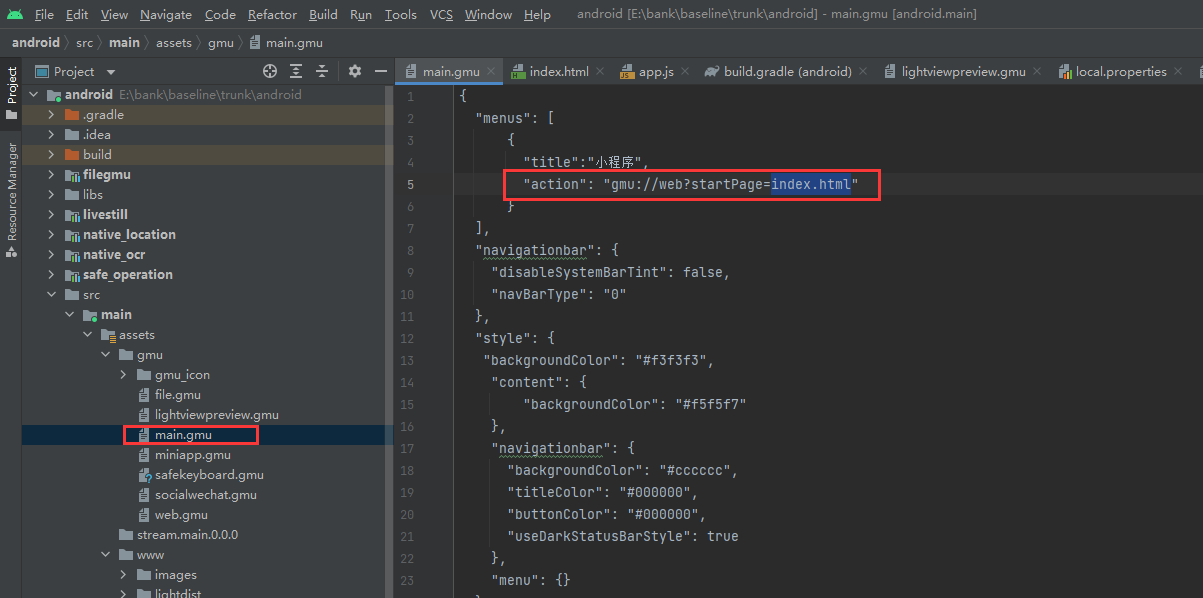 File Edit View Navigate Code Refactor Build Run Tools VCS Window Help android [E:\bank\baseline\trunk\android] - main.gmu [android.main]
android src main assets gmu main.gmu
Project main.gmu index.html app.js build.gradle (android) lightviewpreview.gmu local.properties
Project
Resource Manager
android E:\bank\baseline\trunk\android
.gradle
.idea
build
filegmu
libs
livestill
native_location
native_ocr
safe_operation
src
main
assets
gmu
gmu_icon
file.gmu
lightviewpreview.gmu
main.gmu
miniapp.gmu
safekeyboard.gmu
socialwechat.gmu
web.gmu
stream.main.0.0.0
www
images
lightdist
1 {
2 "menus": [
3 {
4 "title":"小程序",
5 "action": "gmu://web?startPage=index.html"
6 }
7 ],
8 "navigationbar": {
9 "disableSystemBarTint": false,
10 "navBarType": "0"
11 },
12 "style": {
13 "backgroundColor": "#f3f3f3",
14 "content": {
15 "backgroundColor": "#f5f5f7"
16 },
17 "navigationbar": {
18 "backgroundColor": "#cccccc",
19 "titleColor": "#000000",
20 "buttonColor": "#000000",
21 "useDarkStatusBarStyle": true
22 },
23 "menu": {}